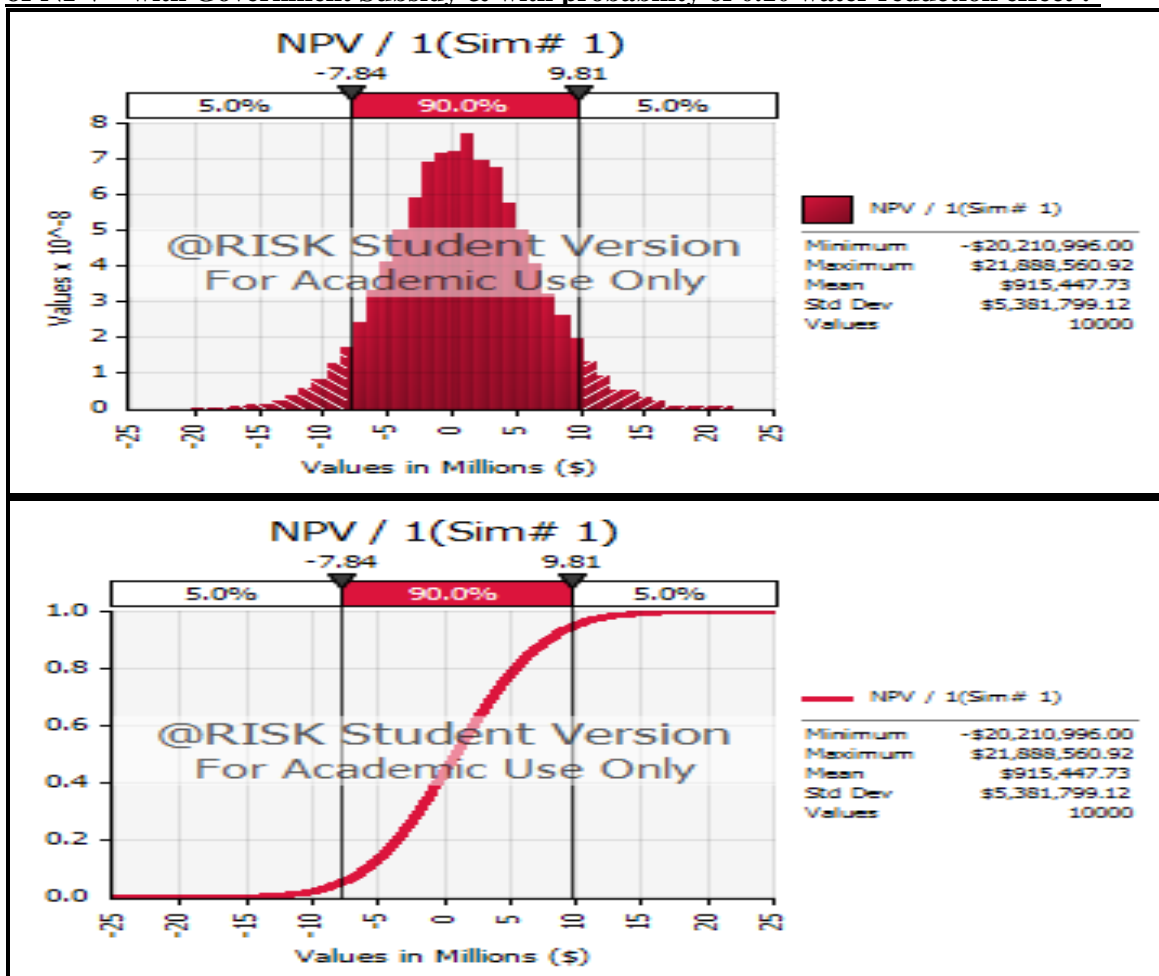 NPV / 1(Sim# 1)
-7.84 9.81
5.0% 90.0% 5.0%
8
7
6
5
4
3
2
1
0
Values x 10^-8
@RISK Student Version
For Academic Use Only
-25 -20 -15 -10 -5 0 5 10 15 20 25
Values in Millions ($)
NPV / 1(Sim# 1)
Minimum -$20,210,996.00
Maximum $21,888,560.92
Mean $915,447.73
Std Dev $5,381,799.12
Values 10000
NPV / 1(Sim# 1)
-7.84 9.81
5.0% 90.0% 5.0%
1.0
0.8
0.6
0.4
0.2
0.0
@RISK Student Version
For Academic Use Only
-25 -20 -15 -10 -5 0 5 10 15 20 25
Values in Millions ($)
NPV / 1(Sim# 1)
Minimum -$20,210,996.00
Maximum $21,888,560.92
Mean $915,447.73
Std Dev $5,381,799.12
Values 10000